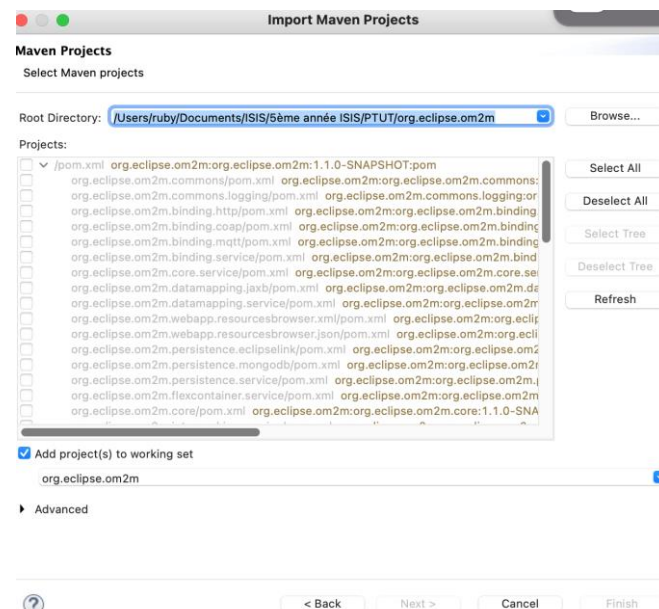 Import Maven Projects
Maven Projects
Select Maven projects
Root Directory: /Users/ruby/Documents/ISIS/5ème année ISIS/PTUT/org.eclipse.om2m Browse...
Projects:
/pom.xml org.eclipse.om2m:org.eclipse.om2m:1.1.0-SNAPSHOT:pom
org.eclipse.om2m.commons/pom.xml org.eclipse.om2m:org.eclipse.om2m.commons:
org.eclipse.om2m.commons.logging/pom.xml org.eclipse.om2m.commons.logging:or
org.eclipse.om2m.binding.http/pom.xml org.eclipse.om2m:org.eclipse.om2m.binding
org.eclipse.om2m.binding.coap/pom.xml org.eclipse.om2m:org.eclipse.om2m.binding
org.eclipse.om2m.binding.mqtt/pom.xml org.eclipse.om2m:org.eclipse.om2m.binding
org.eclipse.om2m.binding.service/pom.xml org.eclipse.om2m:org.eclipse.om2m.bind
org.eclipse.om2m.core.service/pom.xml org.eclipse.om2m:org.eclipse.om2m.core.se
org.eclipse.om2m.datamapping.jaxb/pom.xml org.eclipse.om2m:org.eclipse.om2m.da
org.eclipse.om2m.datamapping.service/pom.xml org.eclipse.om2m:org.eclipse.om2m
org.eclipse.om2m.webapp.resourcesbrowser.xml/pom.xml org.eclipse.om2m:org.eclip
org.eclipse.om2m.webapp.resourcesbrowser.json/pom.xml org.eclipse.om2m:org.ecli
org.eclipse.om2m.persistence.eclipselink/pom.xml org.eclipse.om2m:org.eclipse.om2
org.eclipse.om2m.persistence.mongodb/pom.xml org.eclipse.om2m:org.eclipse.om2
org.eclipse.om2m.persistence.service/pom.xml org.eclipse.om2m:org.eclipse.om2m.
org.eclipse.om2m.flexcontainer.service/pom.xml org.eclipse.om2m:org.eclipse.om2m
org.eclipse.om2m.core/pom.xml org.eclipse.om2m:org.eclipse.om2m.core:1.1.0-SNA
Select All
Deselect All
Select Tree
Deselect Tree
Refresh
Add project(s) to working set
org.eclipse.om2m
Advanced
? < Back Next > Cancel Finish